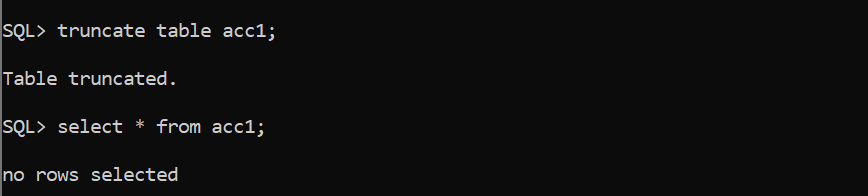 SQL> truncate table acc1;
Table truncated.
SQL> select * from acc1;
no rows selected